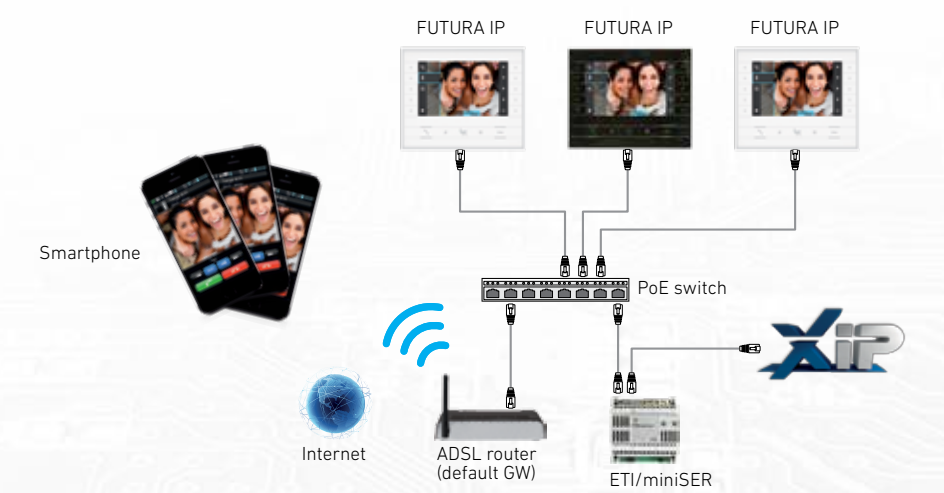 FUTURA IP
FUTURA IP
FUTURA IP
Smartphone
PoE switch
XiP
Internet
ADSL router
(default GW)
ETI/miniSER